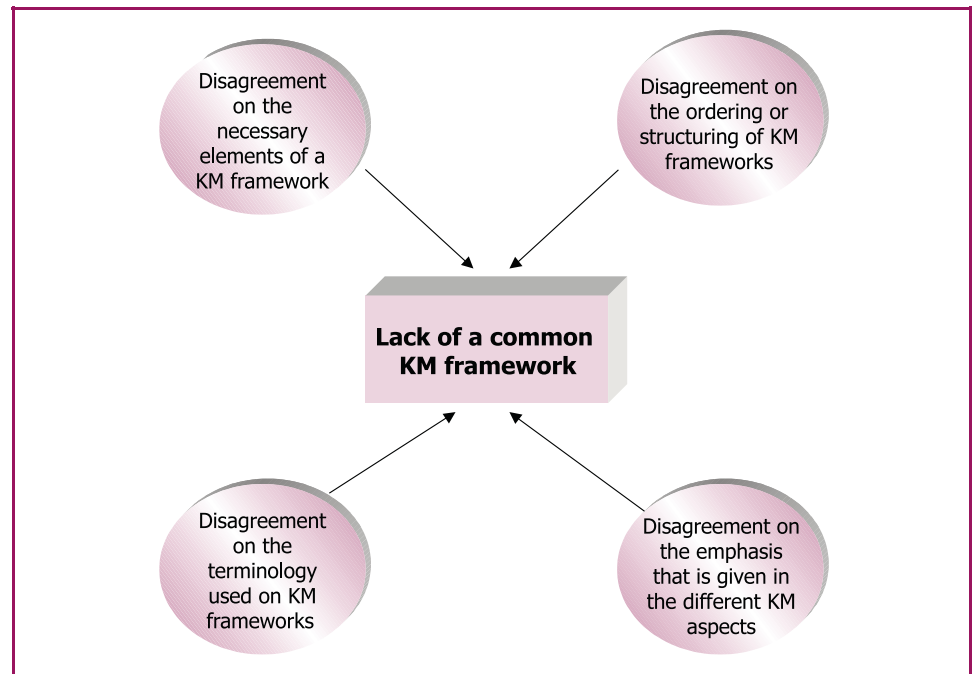 Disagreement
on the
necessary
elements of a
KM framework
Disagreement on
the ordering or
structuring of KM
frameworks
Lack of a common
KM framework
Disagreement
on the
terminology
used on KM
frameworks
Disagreement on
the emphasis
that is given in
the different KM
aspects